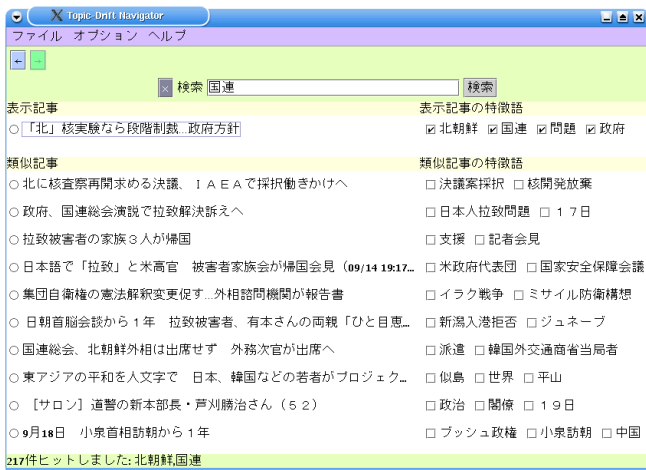 Topic-Drift Navigator
ファイル オプション ヘルプ
← →
× 検索 国連 検索
表示記事 表示記事の特徴語
「北」核実験なら段階制裁...政府方針 北朝鮮 国連 問題 政府
類似記事 類似記事の特徴語
北に核査察再開求める決議、ＩＡＥＡで採択働きかけへ 決議案採択 核開発放棄
政府、国連総会演説で拉致解決訴えへ 日本人拉致問題 １７日
拉致被害者の家族３人が帰国 支援 記者会見
日本語で「拉致」と米高官　被害者家族会が帰国会見（09/14 19:17... 米政府代表団 国家安全保障会議
集団自衛権の憲法解釈変更促す...外相諮問機関が報告書 イラク戦争 ミサイル防衛構想
日朝首脳会談から１年　拉致被害者、有本さんの両親「ひと目恵... 新潟入港拒否 ジュネーブ
国連総会、北朝鮮外相は出席せず　外務次官が出席へ 派遣 韓国外交通商省当局者
東アジアの平和を人文字で　日本、韓国などの若者がプロジェク... 似島 世界 平山
［サロン］道警の新本部長・芦刈勝治さん（５２） 政治 閣僚 １９日
9月18日　小泉首相訪朝から１年 ブッシュ政権 小泉訪朝 中国
217件ヒットしました: 北朝鮮,国連